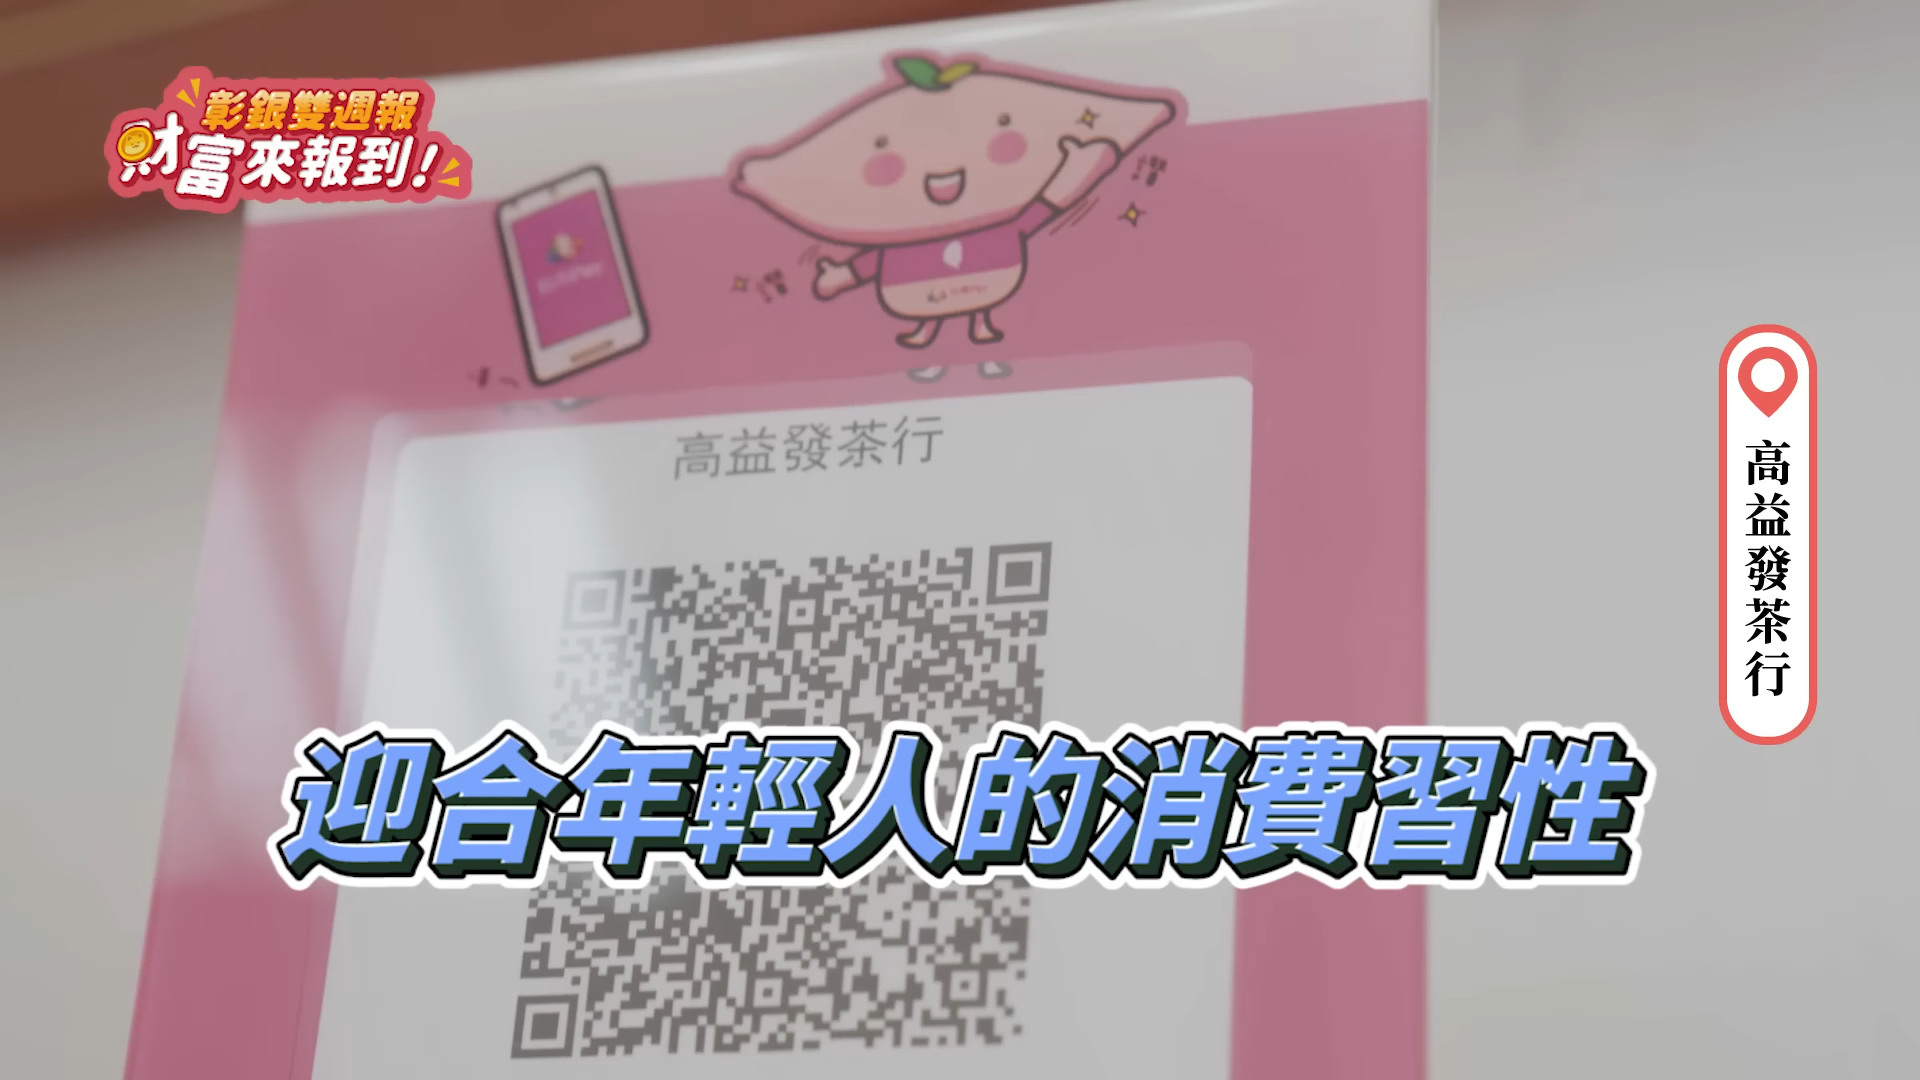 彰銀雙週報
財富來報到!
高益發茶行
高益發茶行
迎合年輕人的消費習性